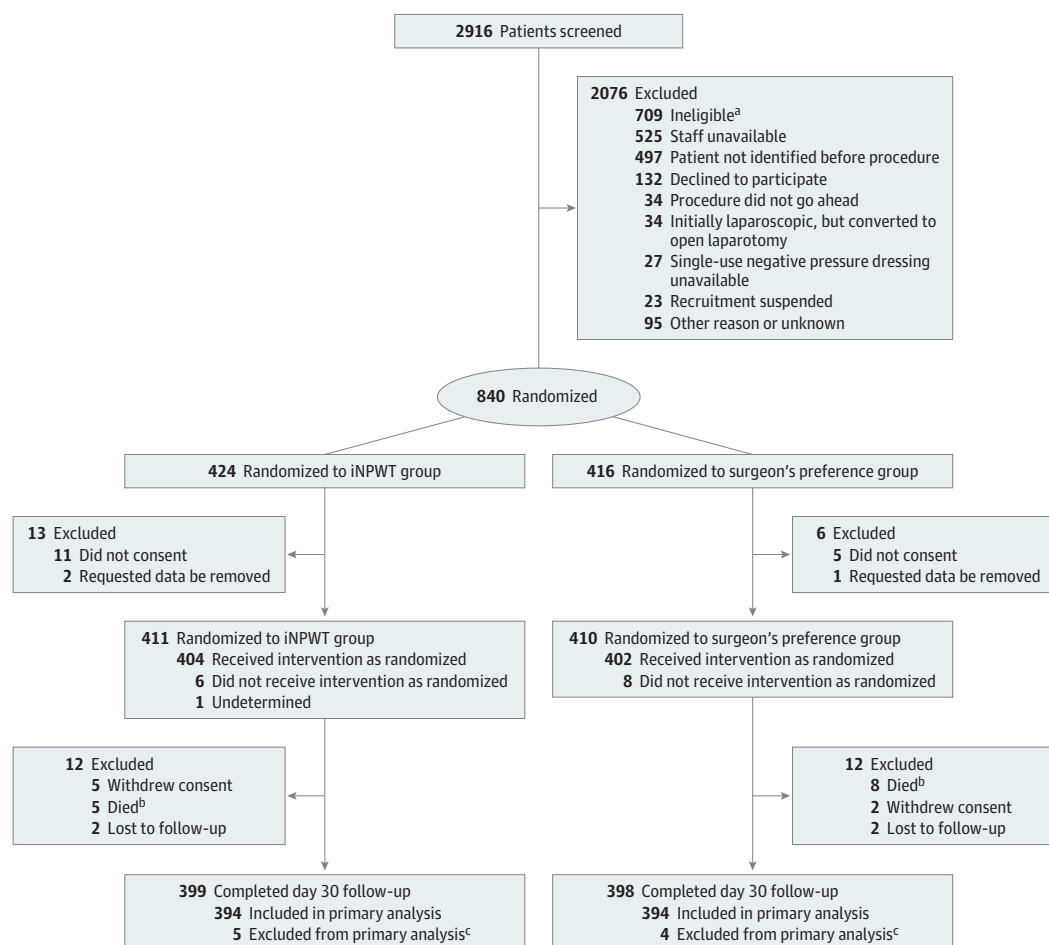 2916 Patients screened
2076 Excluded
709 Ineligibleᵃ
525 Staff unavailable
497 Patient not identified before procedure
132 Declined to participate
34 Procedure did not go ahead
34 Initially laparoscopic, but converted to
open laparotomy
27 Single-use negative pressure dressing
unavailable
23 Recruitment suspended
95 Other reason or unknown
840 Randomized
424 Randomized to iNPWT group
416 Randomized to surgeon's preference group
13 Excluded
11 Did not consent
2 Requested data be removed
6 Excluded
5 Did not consent
1 Requested data be removed
411 Randomized to iNPWT group
404 Received intervention as randomized
6 Did not receive intervention as randomized
1 Undetermined
410 Randomized to surgeon's preference group
402 Received intervention as randomized
8 Did not receive intervention as randomized
12 Excluded
5 Withdrew consent
5 Diedᵇ
2 Lost to follow-up
12 Excluded
8 Diedᵇ
2 Withdrew consent
2 Lost to follow-up
399 Completed day 30 follow-up
394 Included in primary analysis
5 Excluded from primary analysisᶜ
398 Completed day 30 follow-up
394 Included in primary analysis
4 Excluded from primary analysisᶜ